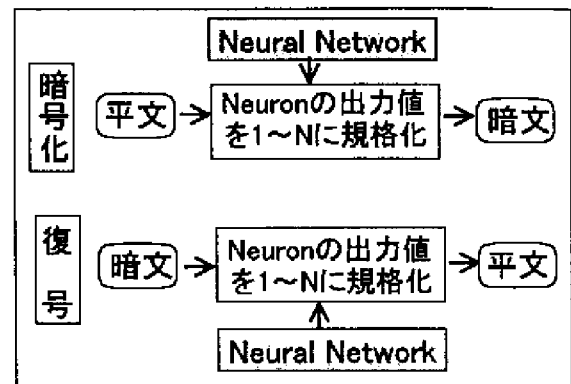 Neural Network
暗号化
平文
Neuronの出力値
を1～Nに規格化
暗文
復号
暗文
Neuronの出力値
を1～Nに規格化
平文
Neural Network